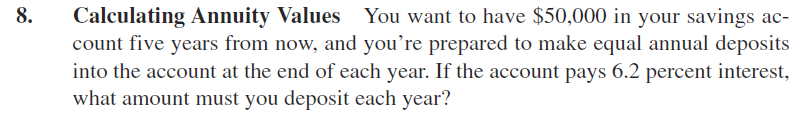 8. Calculating Annuity Values You want to have $50,000 in your savings ac-
count five years from now, and you’re prepared to make equal annual deposits
into the account at the end of each year. If the account pays 6.2 percent interest,
what amount must you deposit each year?